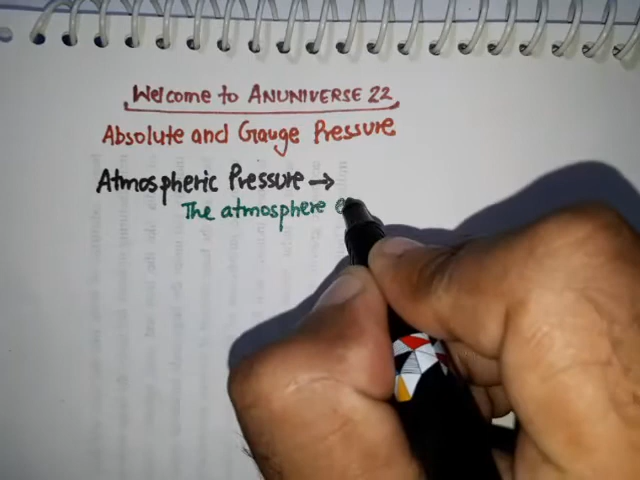 Welcome to ANUNIVERSE 22
Absolute and Gauge Pressure
Atmospheric Pressure →
The atmosphere